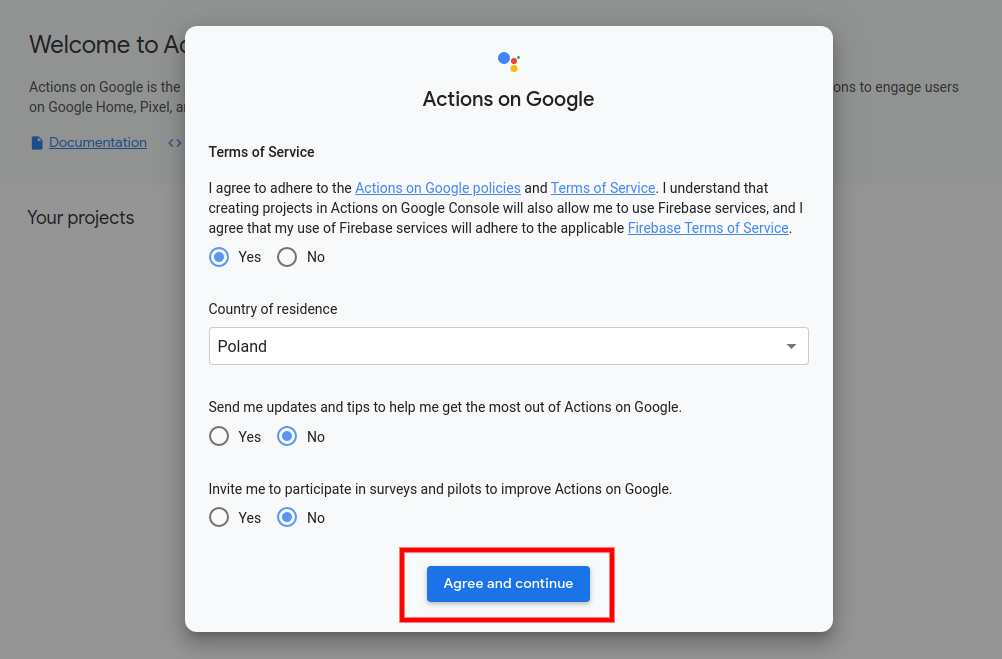 Welcome to Ac
Actions on Google is the
ons to engage users
on Google Home, Pixel, a
Documentation
Your projects
Actions on Google
Terms of Service
I agree to adhere to the Actions on Google policies and Terms of Service. I understand that
creating projects in Actions on Google Console will also allow me to use Firebase services, and I
agree that my use of Firebase services will adhere to the applicable Firebase Terms of Service.
Yes No
Country of residence
Poland
Send me updates and tips to help me get the most out of Actions on Google.
Yes No
Invite me to participate in surveys and pilots to improve Actions on Google.
Yes No
Agree and continue